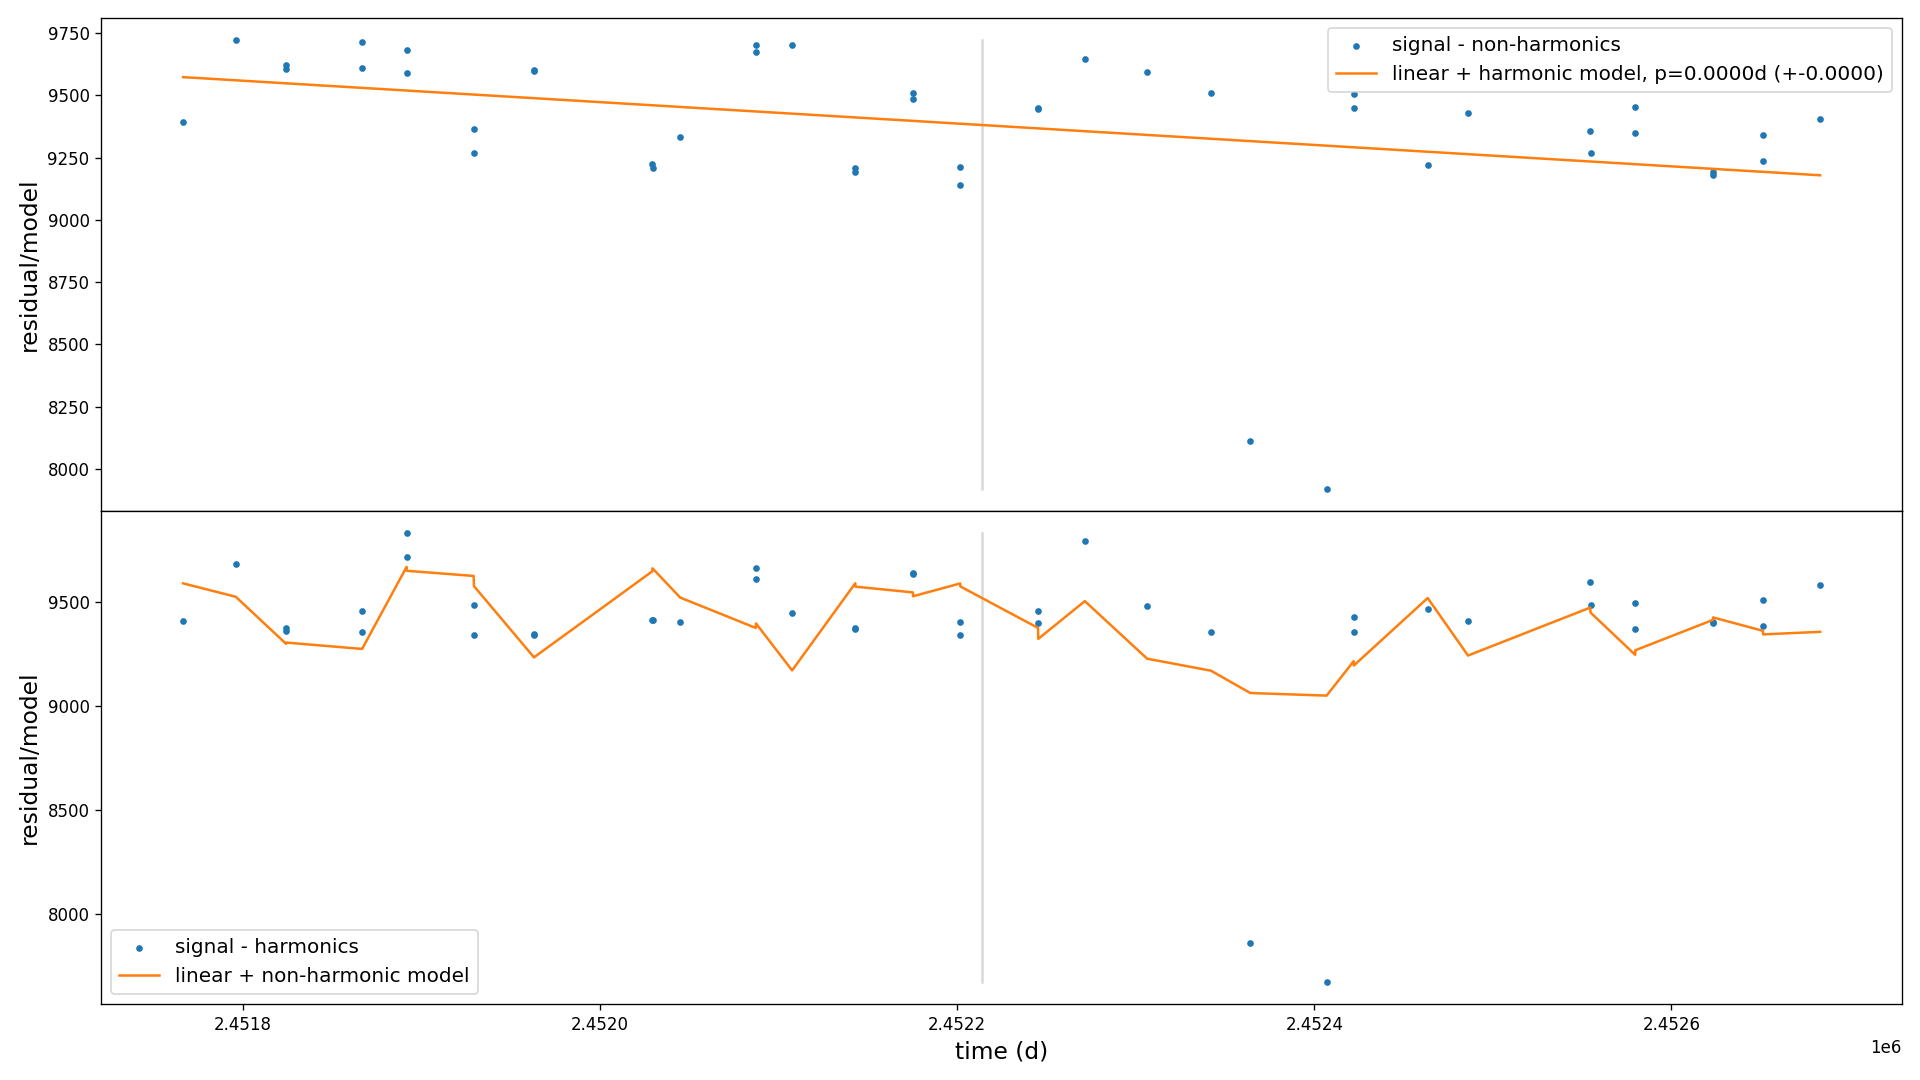 9750
9500
9250
9000
8750
8500
8250
8000
residual/model
signal - non-harmonics
linear + harmonic model, p=0.0000d (+-0.0000)
9500
9000
8500
8000
residual/model
signal - harmonics
linear + non-harmonic model
2.4518 2.4520 2.4522 2.4524 2.4526
1e6
time (d)